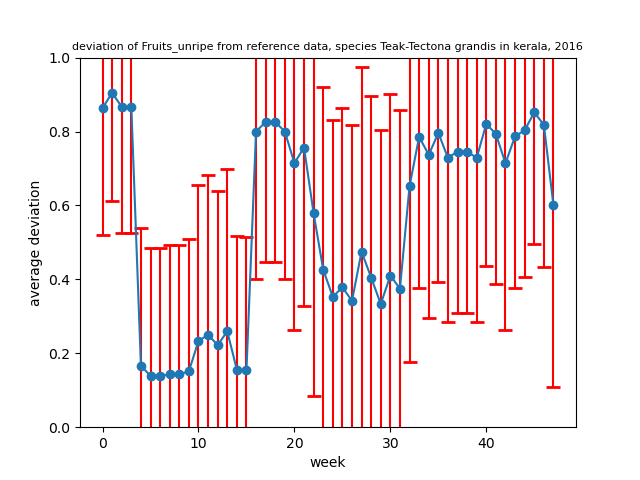 deviation of Fruits_unripe from reference data, species Teak-Tectona grandis in kerala, 2016
1.0
0.8
0.6
0.4
0.2
0.0
average deviation
0 10 20 30 40
week